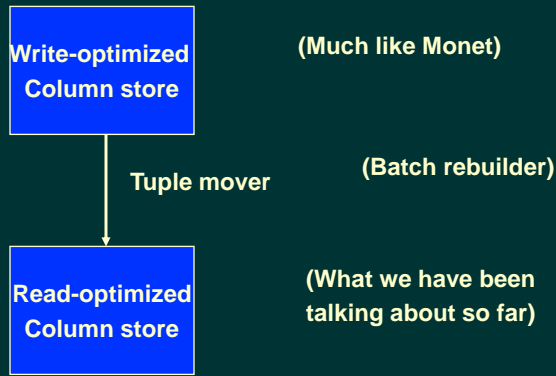 Write-optimized
Column store
(Much like Monet)
Tuple mover
(Batch rebuilder)
Read-optimized
Column store
(What we have been
talking about so far)